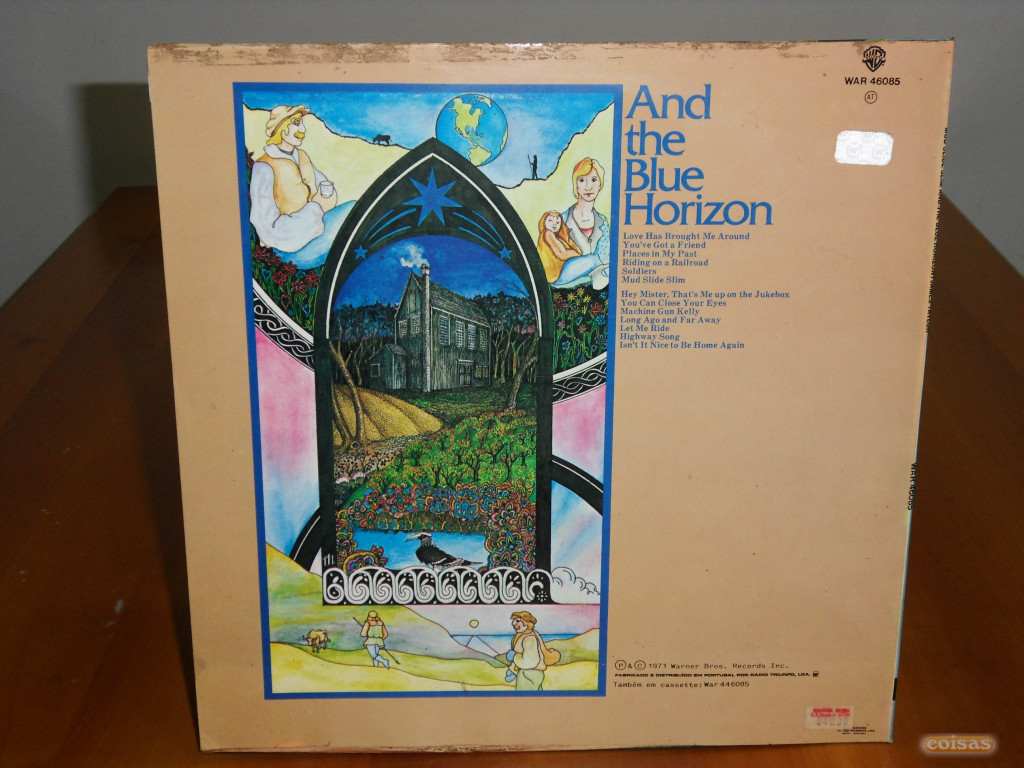 WAR 46085
AT
And
the
Blue
Horizon
Love Has Brought Me Around
You've Got a Friend
Places in My Past
Riding on a Railroad
Soldiers
Mud Slide Slim
Hey Mister, That's Me up on the Jukebox
You Can Close Your Eyes
Machine Gun Kelly
Long Ago and Far Away
Let Me Ride
Highway Song
Isn't It Nice to Be Home Again
WAR 46085
Ⓟ&Ⓒ 1971 Warner Bros. Records Inc.
FABRICADO E DISTRIBUÍDO EM PORTUGAL POR RÁDIO TRIUNFO, LDA.
Também em cassette: War 446085
coisas